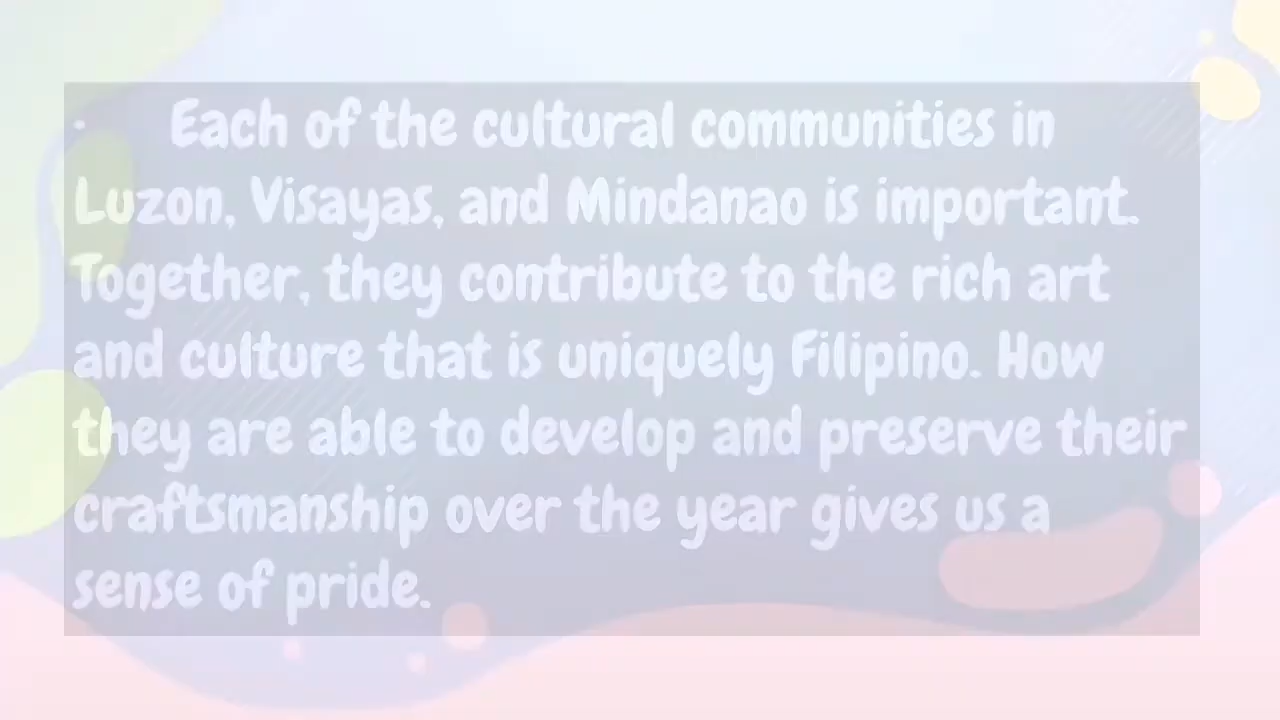 • Each of the cultural communities in
Luzon, Visayas, and Mindanao is important.
Together, they contribute to the rich art
and culture that is uniquely Filipino. How
they are able to develop and preserve their
craftsmanship over the year gives us a
sense of pride.